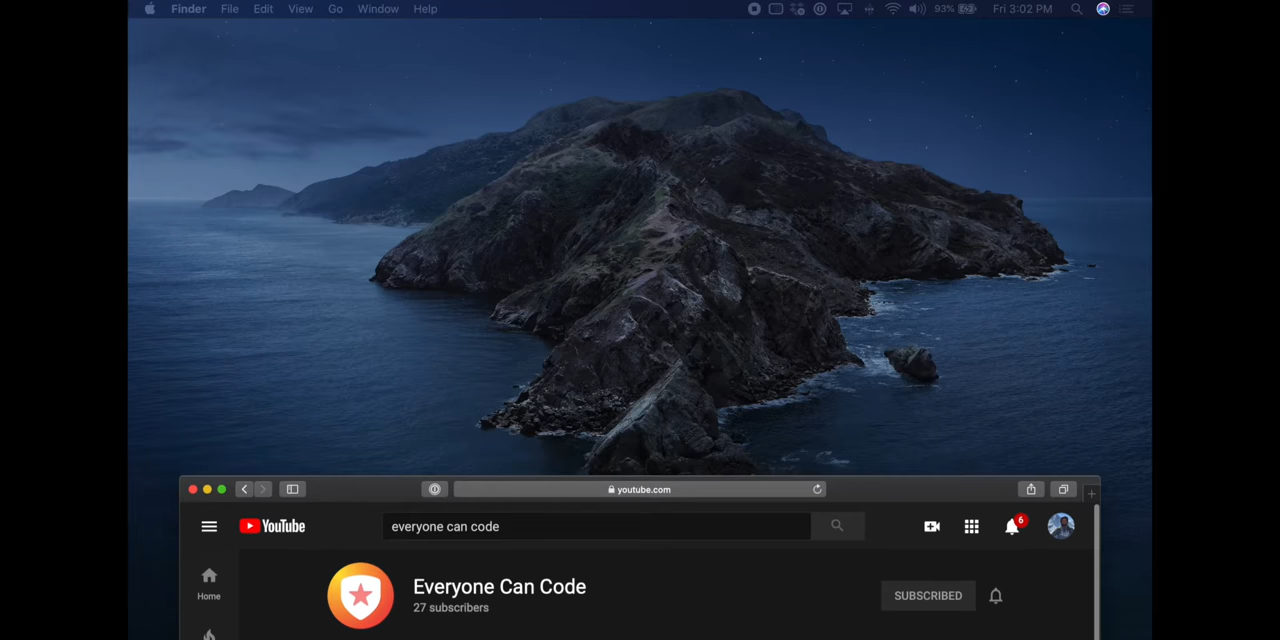 Finder File Edit View Go Window Help 93% Fri 3:02 PM
youtube.com
YouTube everyone can code 6
Everyone Can Code
27 subscribers
SUBSCRIBED
Home